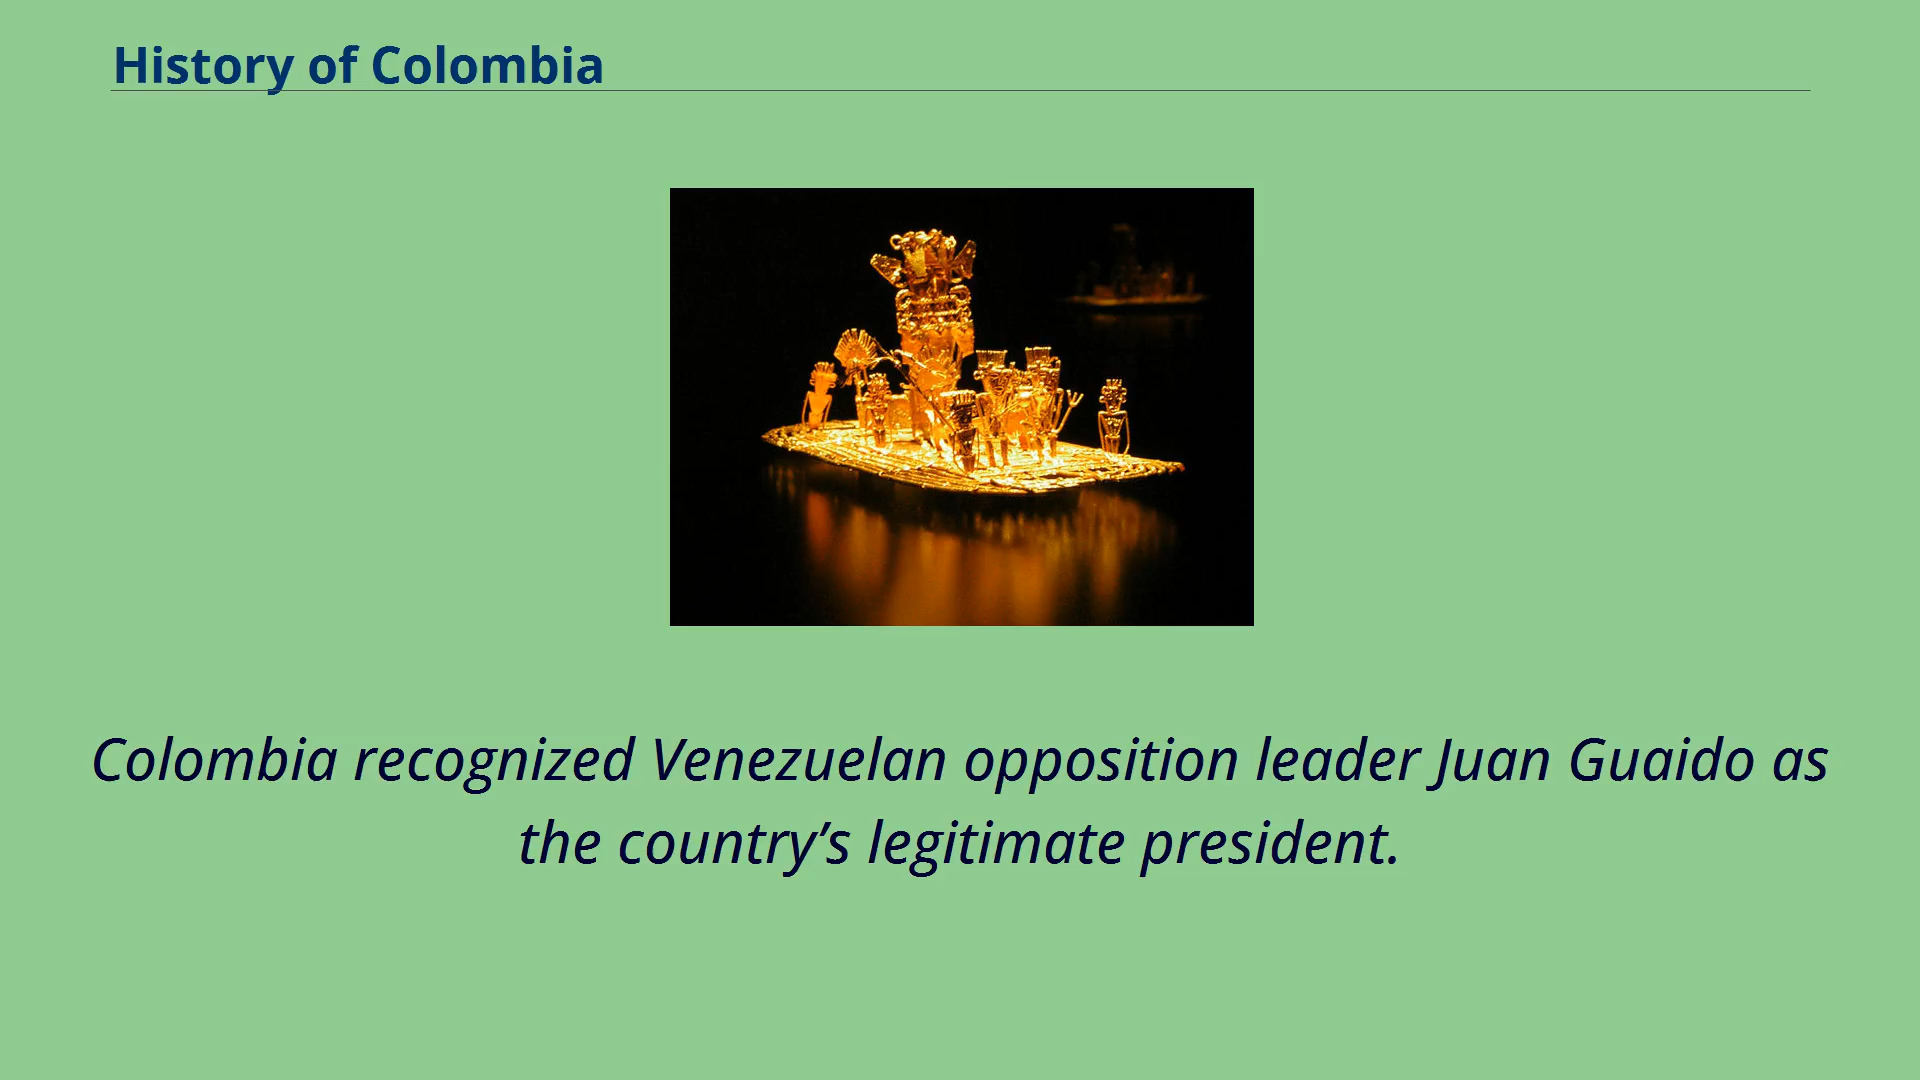 History of Colombia
Colombia recognized Venezuelan opposition leader Juan Guaido as
the country’s legitimate president.